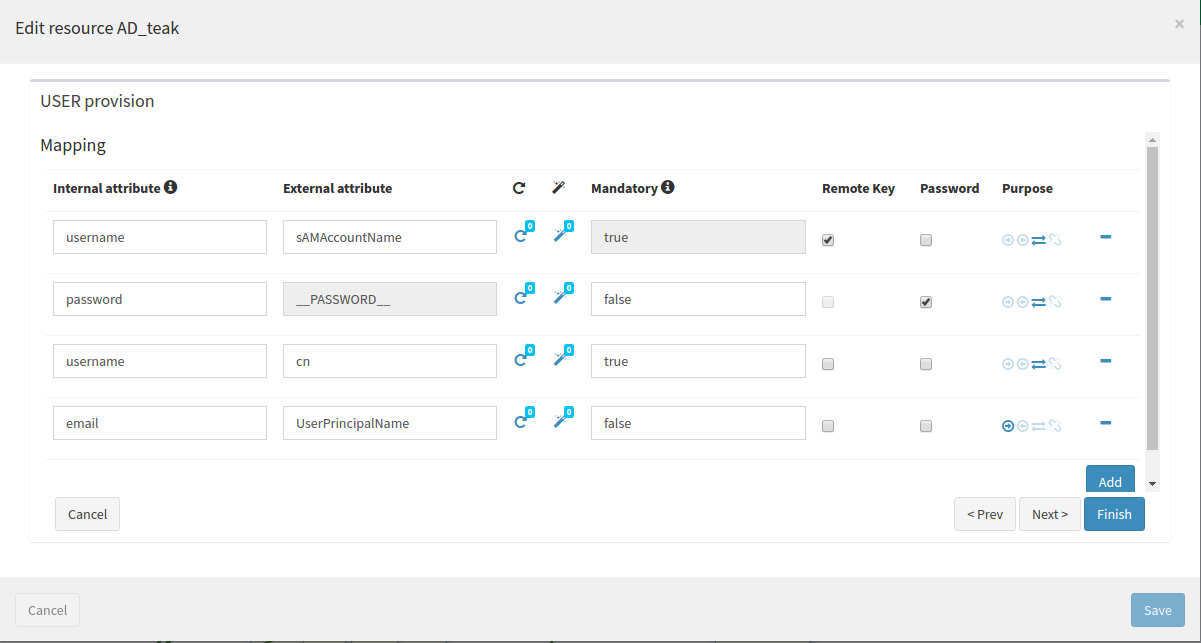 Edit resource AD_teak ×
USER provision
Mapping
Internal attribute External attribute Mandatory Remote Key Password Purpose
username sAMAccountName 0 0 true
password __PASSWORD__ 0 0 false
username cn 0 0 true
email UserPrincipalName 0 0 false
Add
Cancel < Prev Next > Finish
Cancel Save